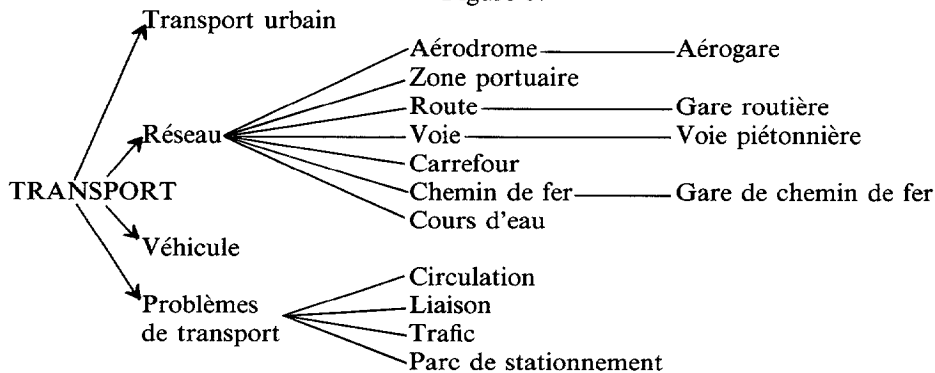 Transport urbain
Aérodrome Aérogare
Zone portuaire
Route Gare routière
Réseau Voie Voie piétonnière
Carrefour
TRANSPORT Chemin de fer Gare de chemin de fer
Cours d'eau
Véhicule
Circulation
Problèmes Liaison
de transport Trafic
Parc de stationnement